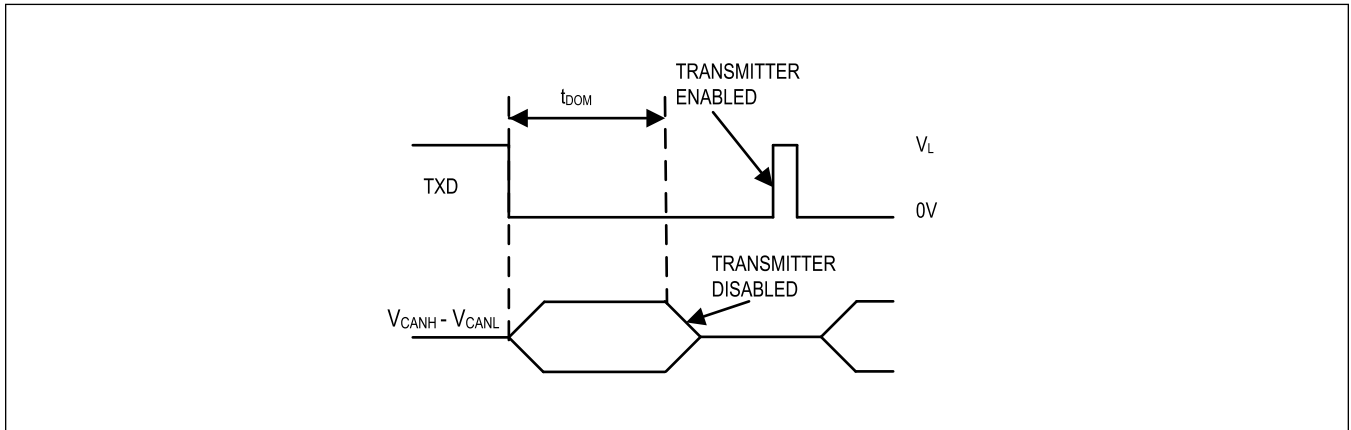 TRANSMITTER
ENABLED
tDOM
VL
TXD
0V
TRANSMITTER
DISABLED
VCANH - VCANL